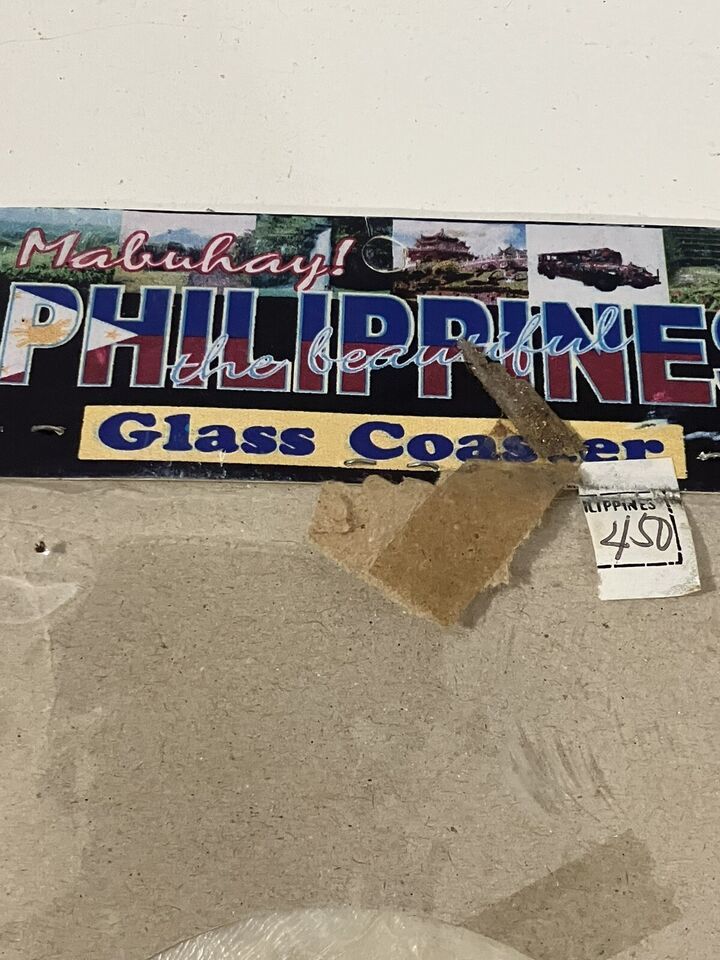 Mabuhay!
PHILIPPINES
the beautiful
Glass Coaster
ILIPPINES
450